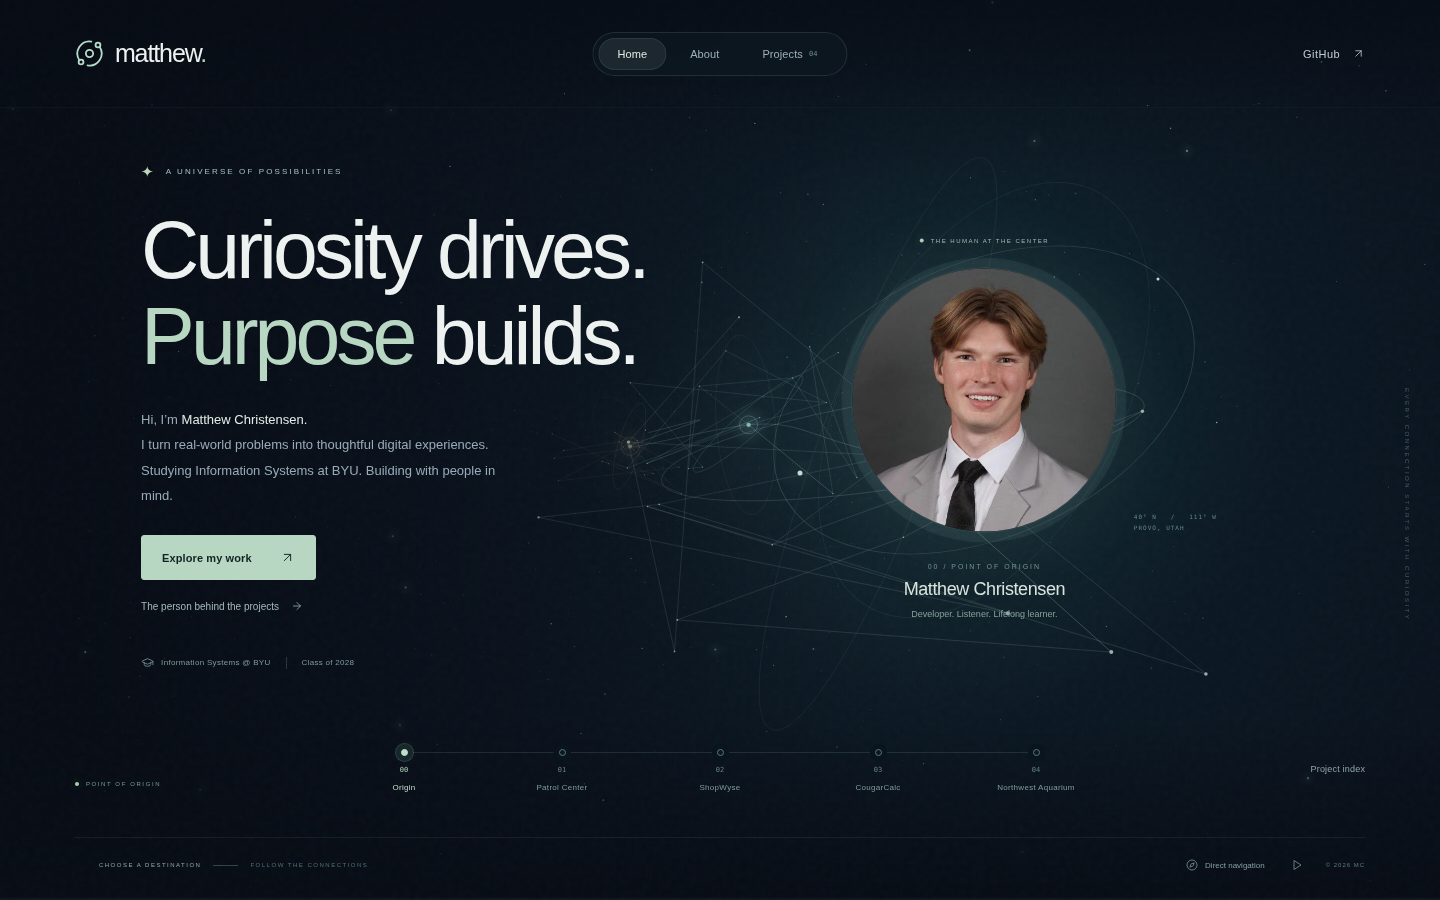 matthew.
Home
About
Projects 04
GitHub
A UNIVERSE OF POSSIBILITIES
Curiosity drives.
Purpose builds.
Hi, I'm Matthew Christensen.
I turn real-world problems into thoughtful digital experiences.
Studying Information Systems at BYU. Building with people in
mind.
Explore my work
The person behind the projects
Information Systems @ BYU
Class of 2028
THE HUMAN AT THE CENTER
40° N / 111° W
PROVO, UTAH
00 / POINT OF ORIGIN
Matthew Christensen
Developer. Listener. Lifelong learner.
EVERY CONNECTION STARTS WITH CURIOSITY
POINT OF ORIGIN
00
Origin
01
Patrol Center
02
ShopWyse
03
CougarCalc
04
Northwest Aquarium
Project index
CHOOSE A DESTINATION
FOLLOW THE CONNECTIONS
Direct navigation
© 2026 MC